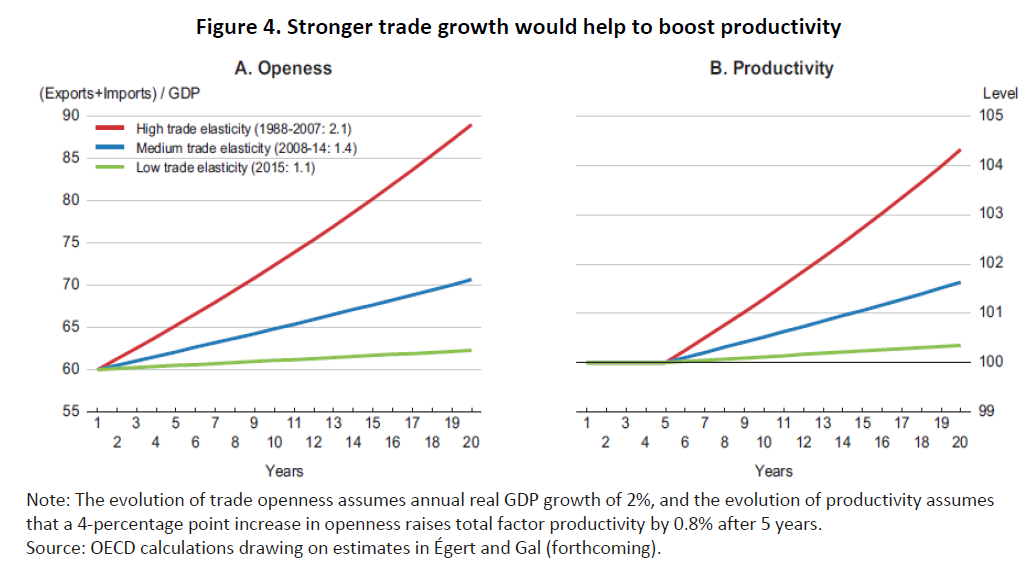 Figure 4. Stronger trade growth would help to boost productivity
A. Openess
(Exports+Imports) / GDP
90
85
80
75
70
65
60
55
High trade elasticity (1988-2007: 2.1)
Medium trade elasticity (2008-14: 1.4)
Low trade elasticity (2015: 1.1)
1 3 5 7 9 11 13 15 17 19
2 4 6 8 10 12 14 16 18 20
Years
B. Productivity
Level
105
104
103
102
101
100
99
1 3 5 7 9 11 13 15 17 19
2 4 6 8 10 12 14 16 18 20
Years
Note: The evolution of trade openness assumes annual real GDP growth of 2%, and the evolution of productivity assumes
that a 4-percentage point increase in openness raises total factor productivity by 0.8% after 5 years.
Source: OECD calculations drawing on estimates in Égert and Gal (forthcoming).